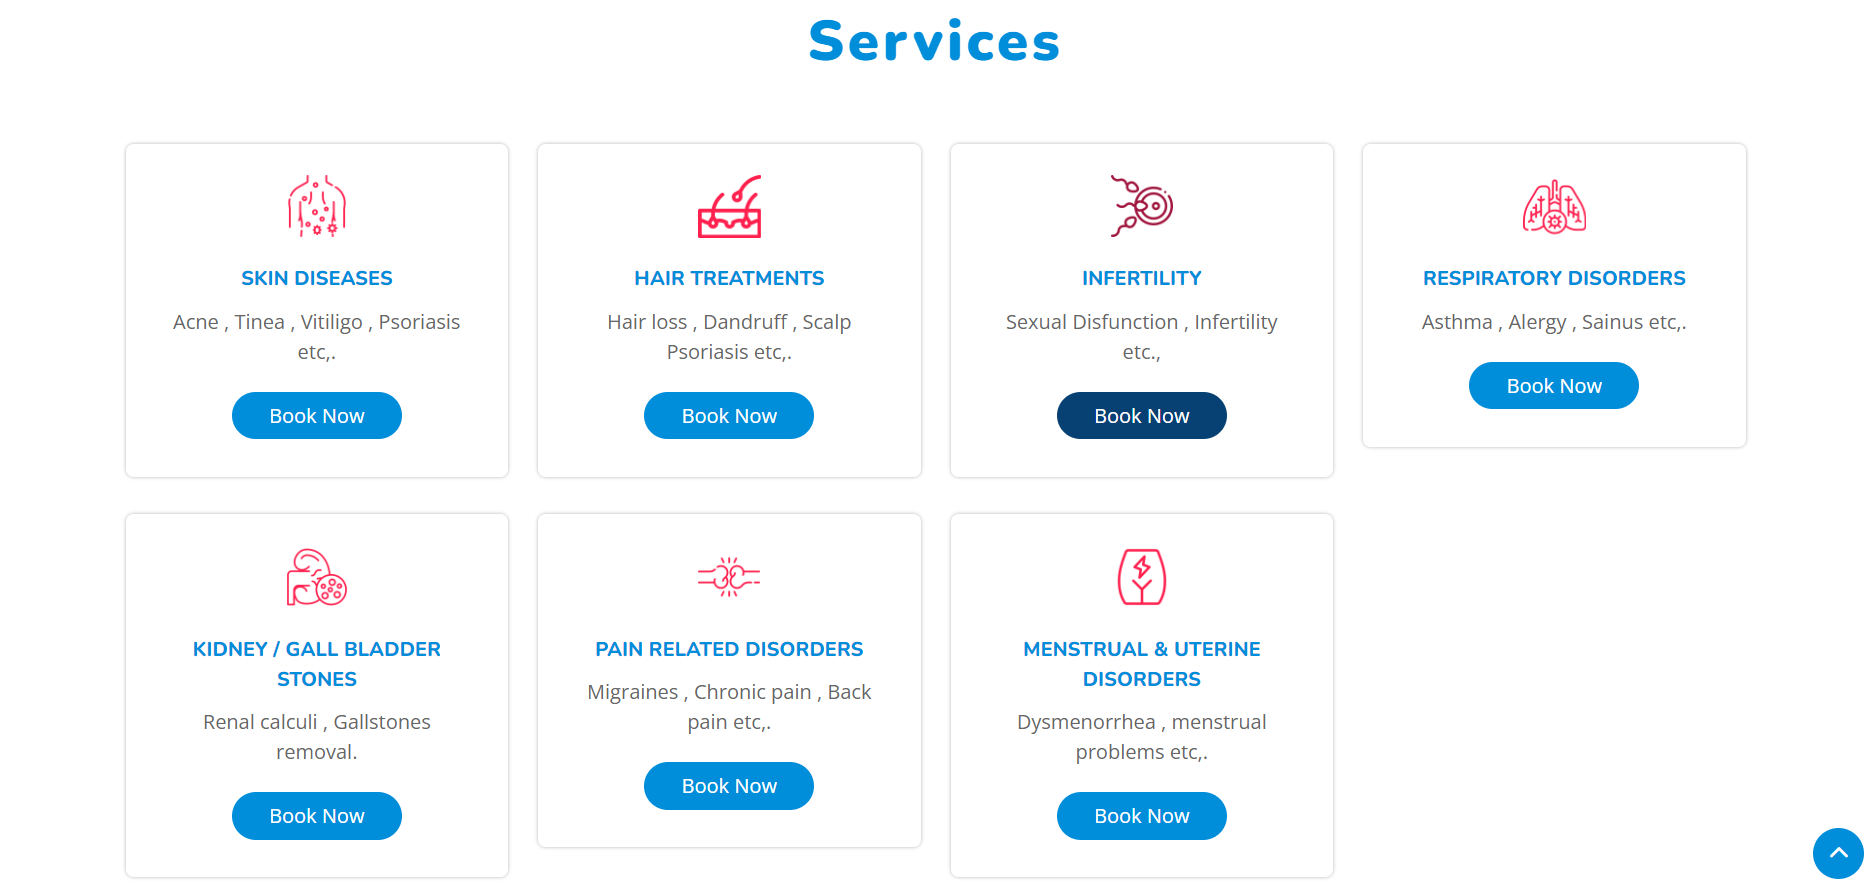 Services
SKIN DISEASES
Acne , Tinea , Vitiligo , Psoriasis
etc,.
Book Now
HAIR TREATMENTS
Hair loss , Dandruff , Scalp
Psoriasis etc,.
Book Now
INFERTILITY
Sexual Disfunction , Infertility
etc.,
Book Now
RESPIRATORY DISORDERS
Asthma , Alergy , Sainus etc,.
Book Now
KIDNEY / GALL BLADDER
STONES
Renal calculi , Gallstones
removal.
Book Now
PAIN RELATED DISORDERS
Migraines , Chronic pain , Back
pain etc,.
Book Now
MENSTRUAL & UTERINE
DISORDERS
Dysmenorrhea , menstrual
problems etc,.
Book Now